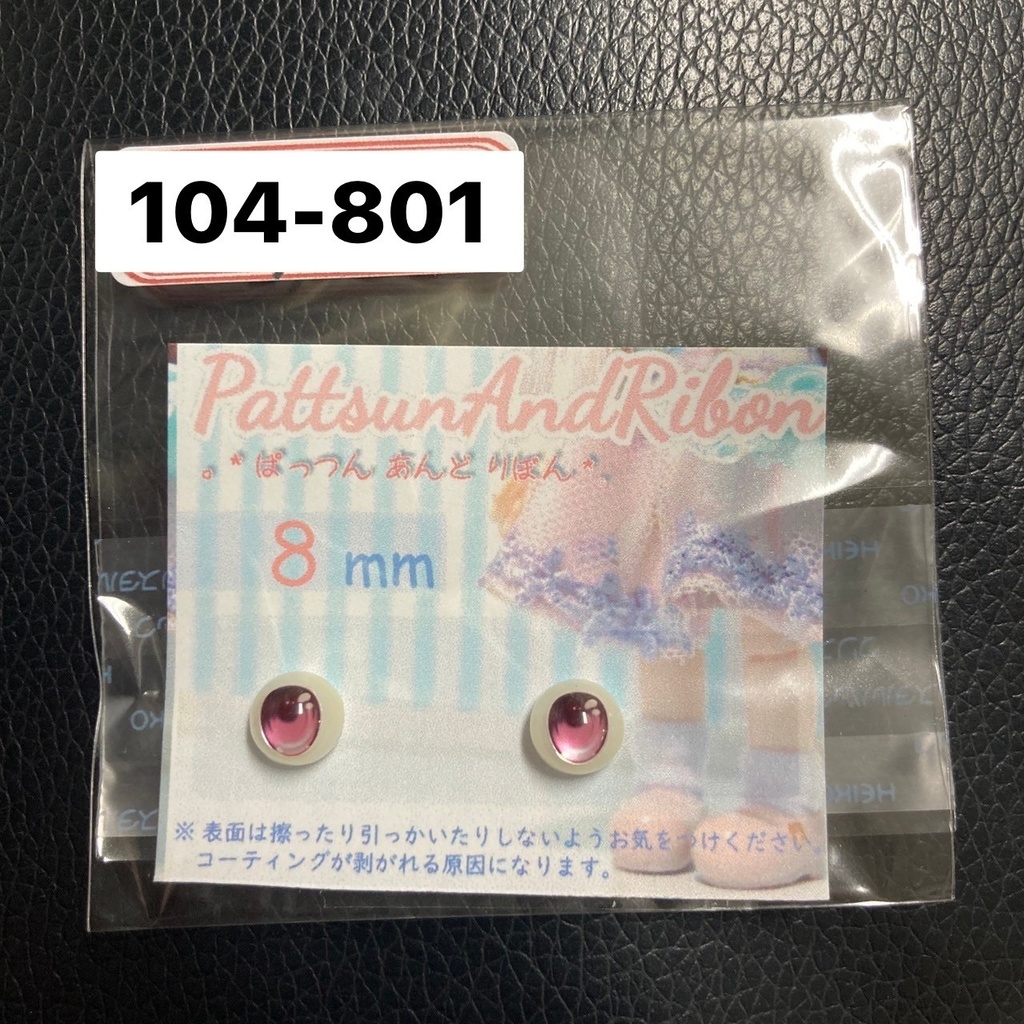 104-801
PattsunAndRibon
。*ぱっつん あんど りぼん*。
8 mm
※表面は擦ったり引っかいたりしないようお気をつけください。
コーティングが剥がれる原因になります。
HEIKO
HEIKO